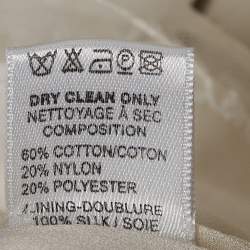 DRY CLEAN ONLY
NETTOYAGE À SEC
COMPOSITION
60% COTTON/COTON
20% NYLON
20% POLYESTER
LINING-DOUBLURE
100% SILK / SOIE